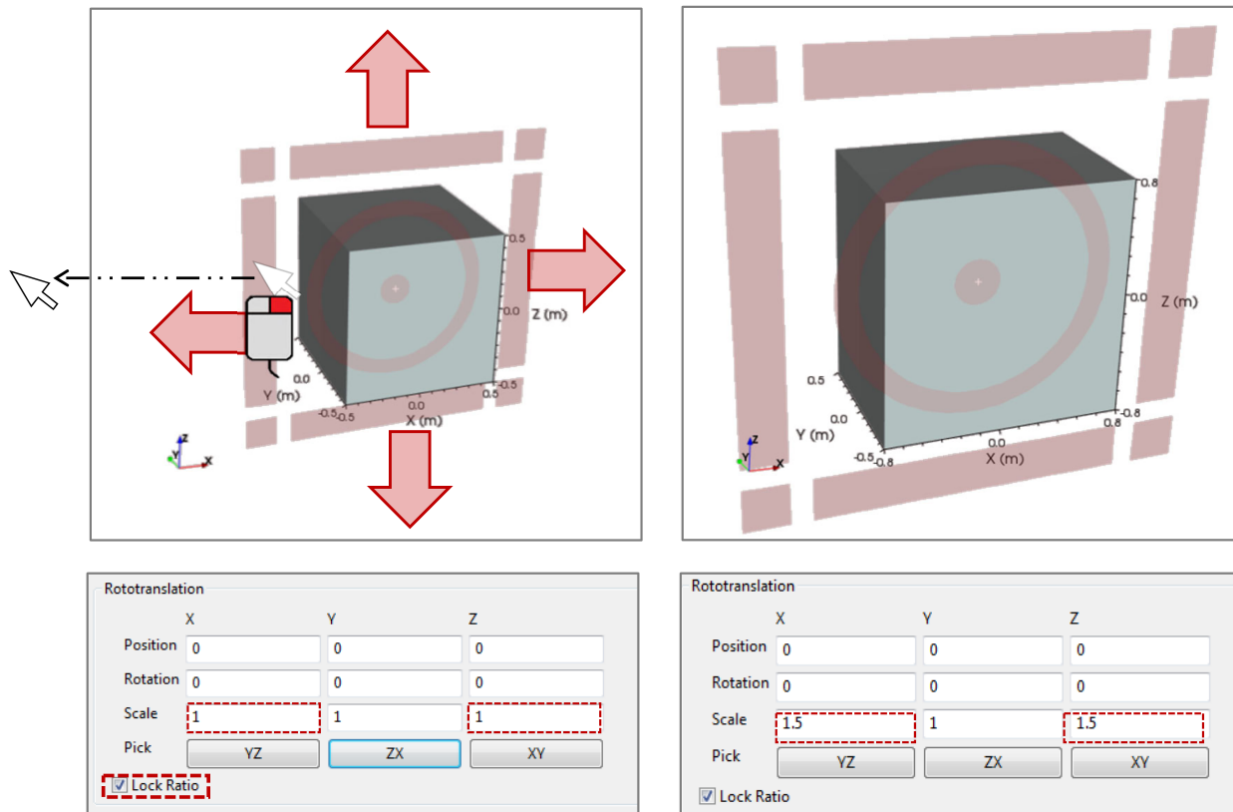 0.5
0.0
Z (m)
-0.5
0.5
0.0
X (m)
-0.5
-0.5
0.0
Y (m)
Z
Y
X
0.8
0.0
Z (m)
-0.8
0.8
0.0
X (m)
-0.8
-0.5
Y (m)
0.0
0.5
Z
Y
X
Rototranslation
X Y Z
Position 0 0 0
Rotation 0 0 0
Scale 1 1 1
Pick YZ ZX XY
Lock Ratio
Rototranslation
X Y Z
Position 0 0 0
Rotation 0 0 0
Scale 1.5 1 1.5
Pick YZ ZX XY
Lock Ratio